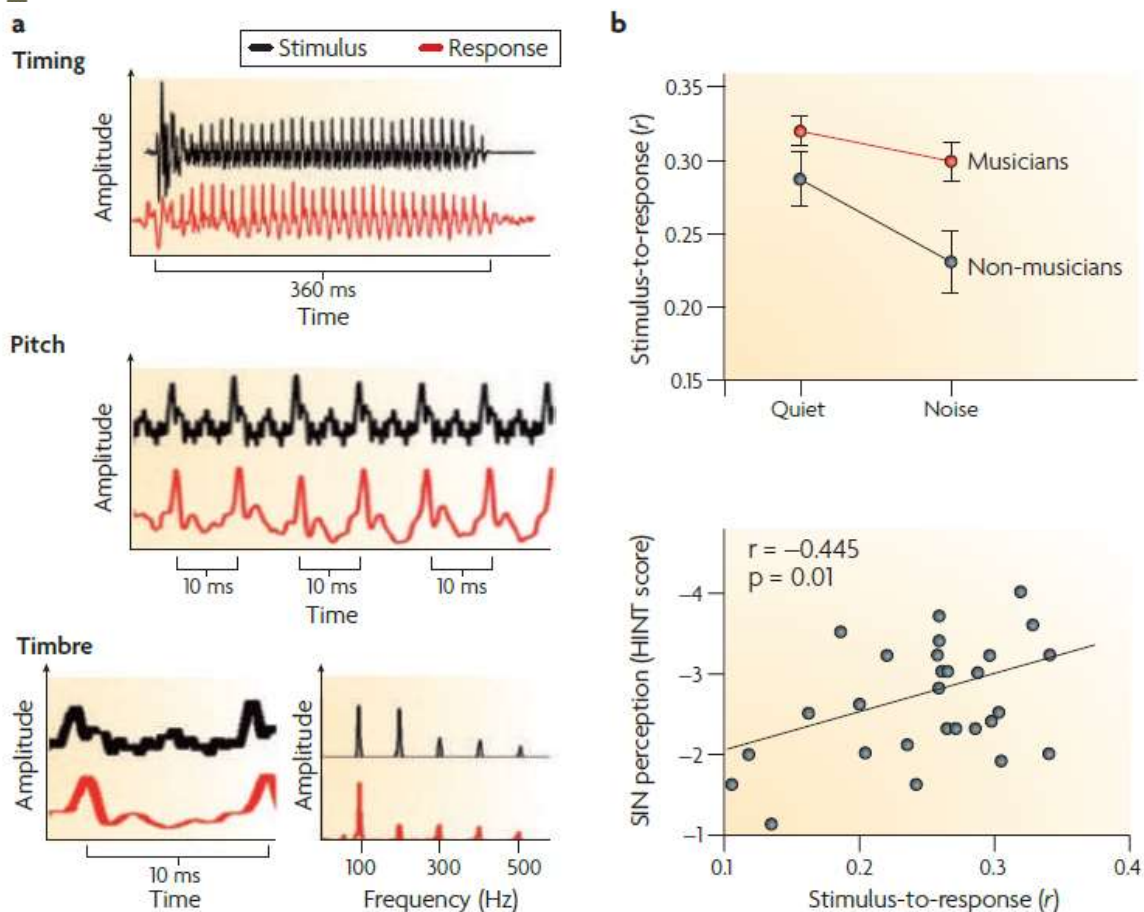 a
Stimulus Response
Timing
Amplitude
360 ms
Time
Pitch
Amplitude
10 ms 10 ms 10 ms
Time
Timbre
Amplitude
10 ms
Time
Amplitude
100 300 500
Frequency (Hz)
b
Stimulus-to-response (r)
0.35
0.30
0.25
0.20
0.15
Musicians
Non-musicians
Quiet Noise
SIN perception (HINT score)
r = –0.445
p = 0.01
–4
–3
–2
–1
0.1 0.2 0.3 0.4
Stimulus-to-response (r)